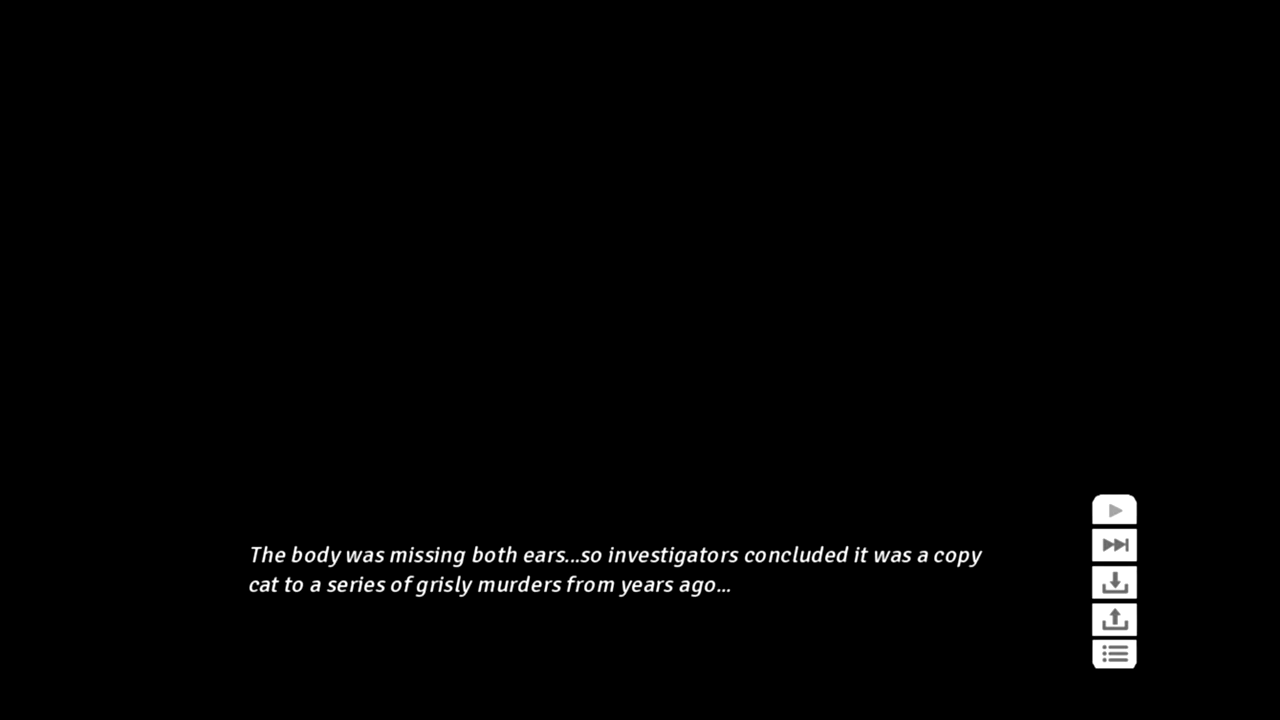 The body was missing both ears...so investigators concluded it was a copy
cat to a series of grisly murders from years ago...